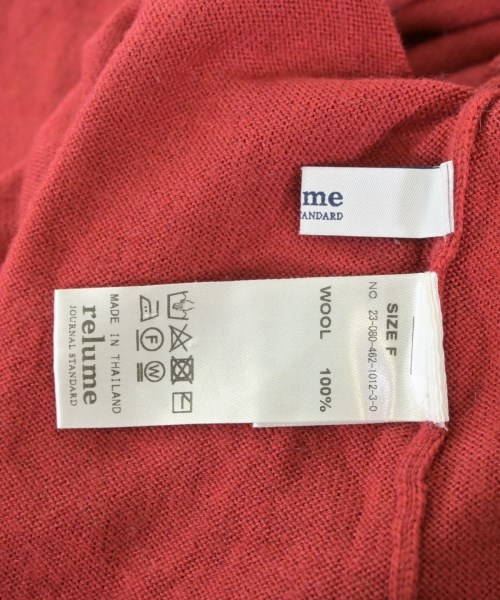 me
STANDARD
SIZE F
NO. 23-080-462-1012-3-0
WOOL 100%
F W
MADE IN THAILAND
relume
JOURNAL STANDARD